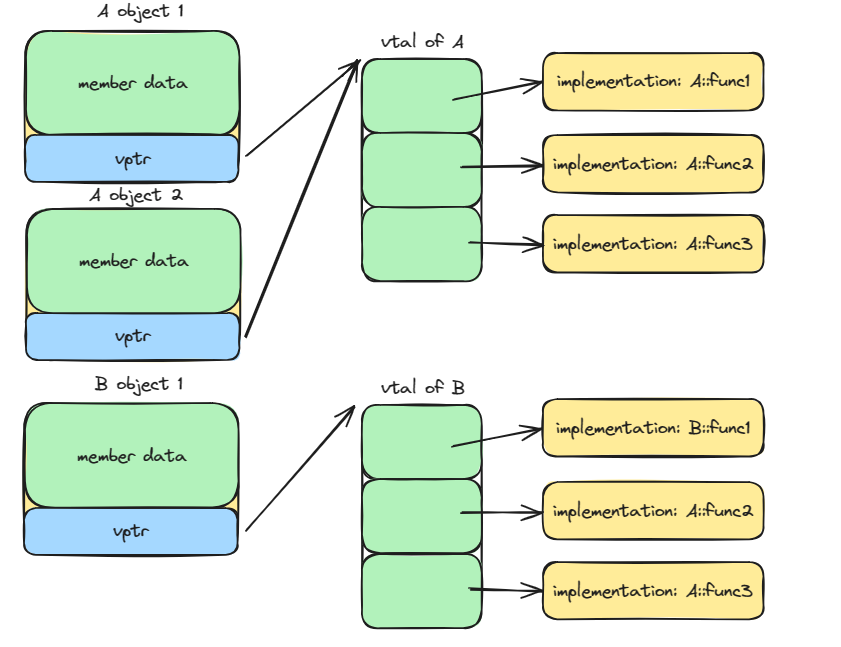 A object 1
member data
vptr
A object 2
member data
vptr
B object 1
member data
vptr
vtal of A
implementation: A::func1
implementation: A::func2
implementation: A::func3
vtal of B
implementation: B::func1
implementation: A::func2
implementation: A::func3